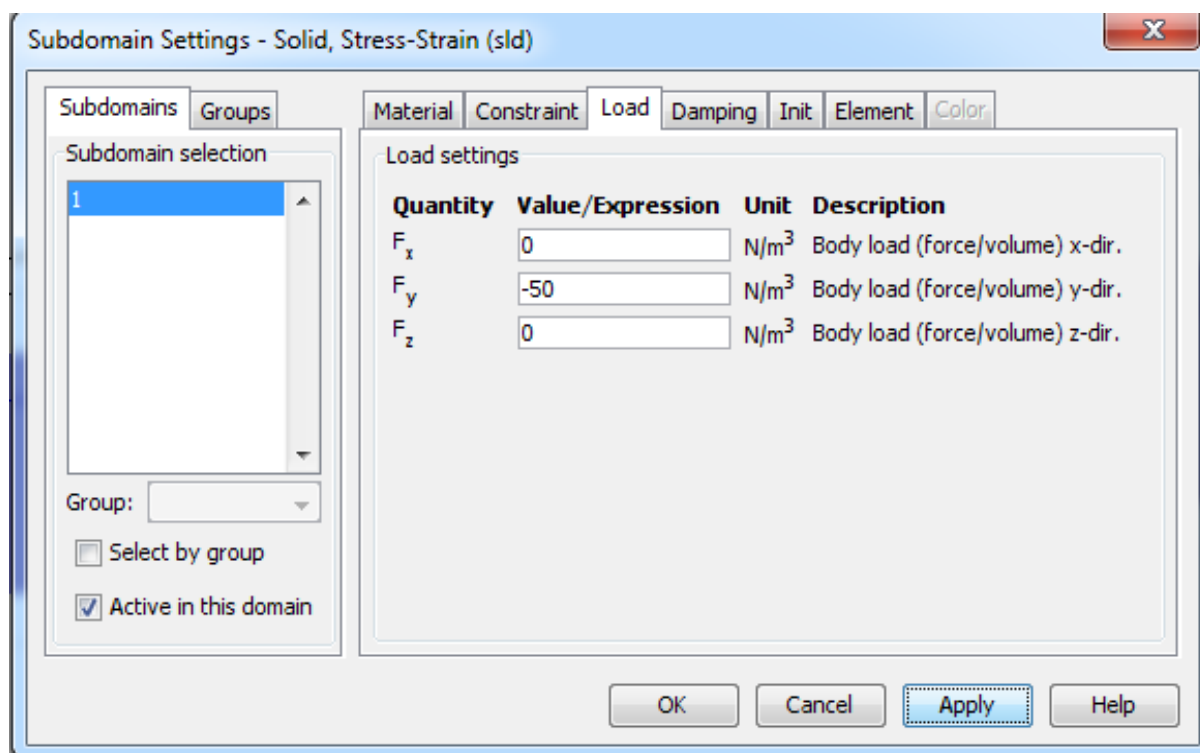 Subdomain Settings - Solid, Stress-Strain (sld)
Subdomains Groups
Material Constraint Load Damping Init Element Color
Subdomain selection
Load settings
1
Quantity Value/Expression Unit Description
Fx 0 N/m³ Body load (force/volume) x-dir.
Fy -50 N/m³ Body load (force/volume) y-dir.
Fz 0 N/m³ Body load (force/volume) z-dir.
Group:
Select by group
Active in this domain
OK Cancel Apply Help